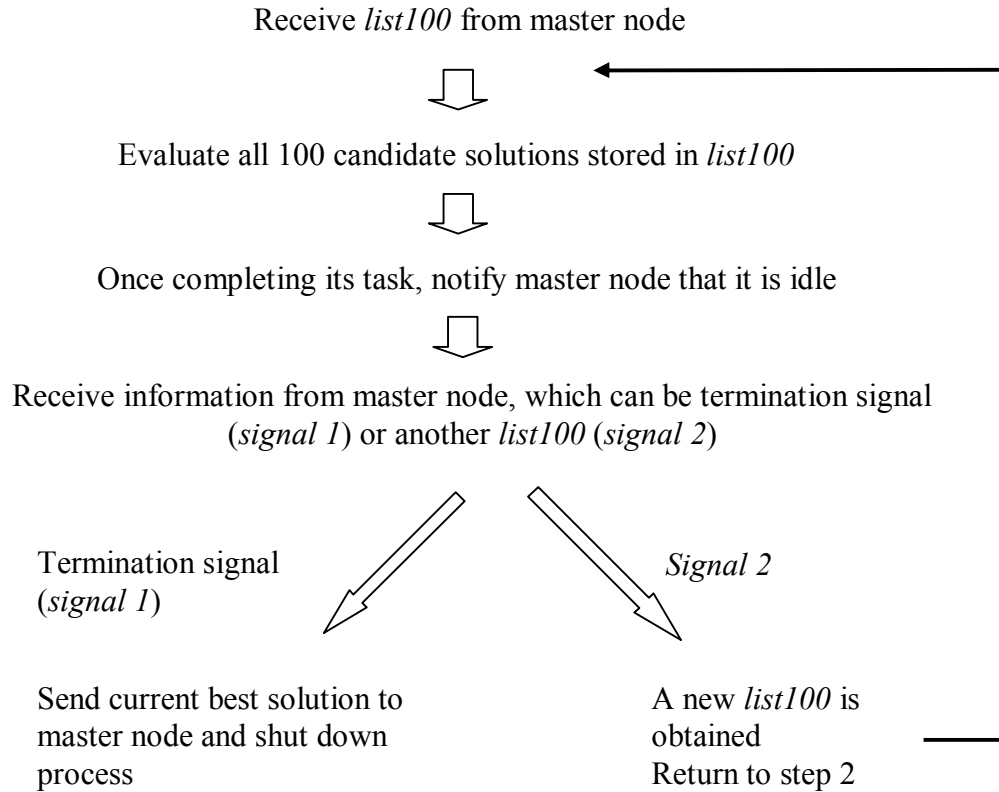 Receive list100 from master node
Evaluate all 100 candidate solutions stored in list100
Once completing its task, notify master node that it is idle
Receive information from master node, which can be termination signal
(signal 1) or another list100 (signal 2)
Termination signal
(signal 1)
Signal 2
Send current best solution to
master node and shut down
process
A new list100 is
obtained
Return to step 2